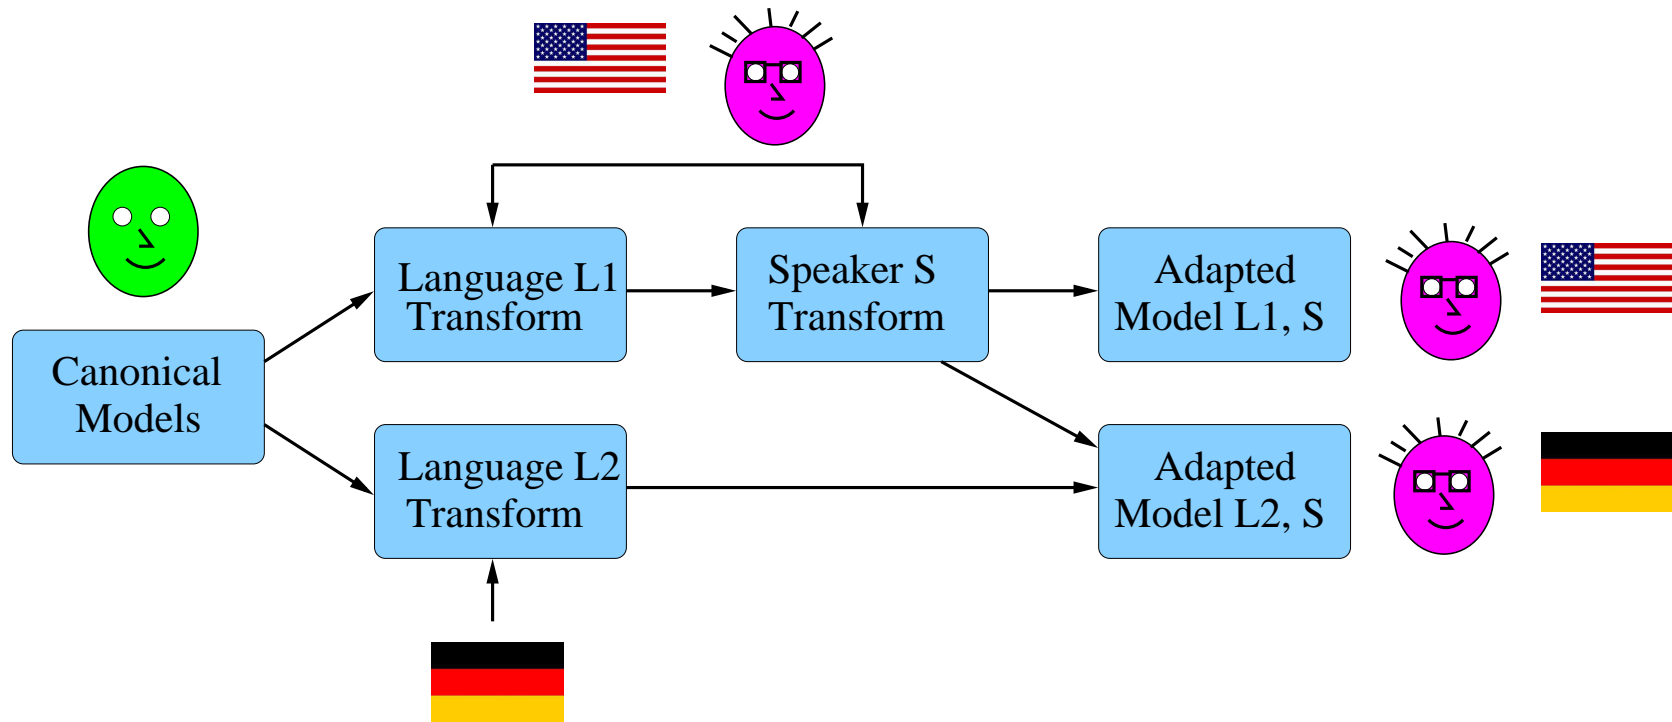 Language L1
Transform
Speaker S
Transform
Adapted
Model L1, S
Canonical
Models
Language L2
Transform
Adapted
Model L2, S